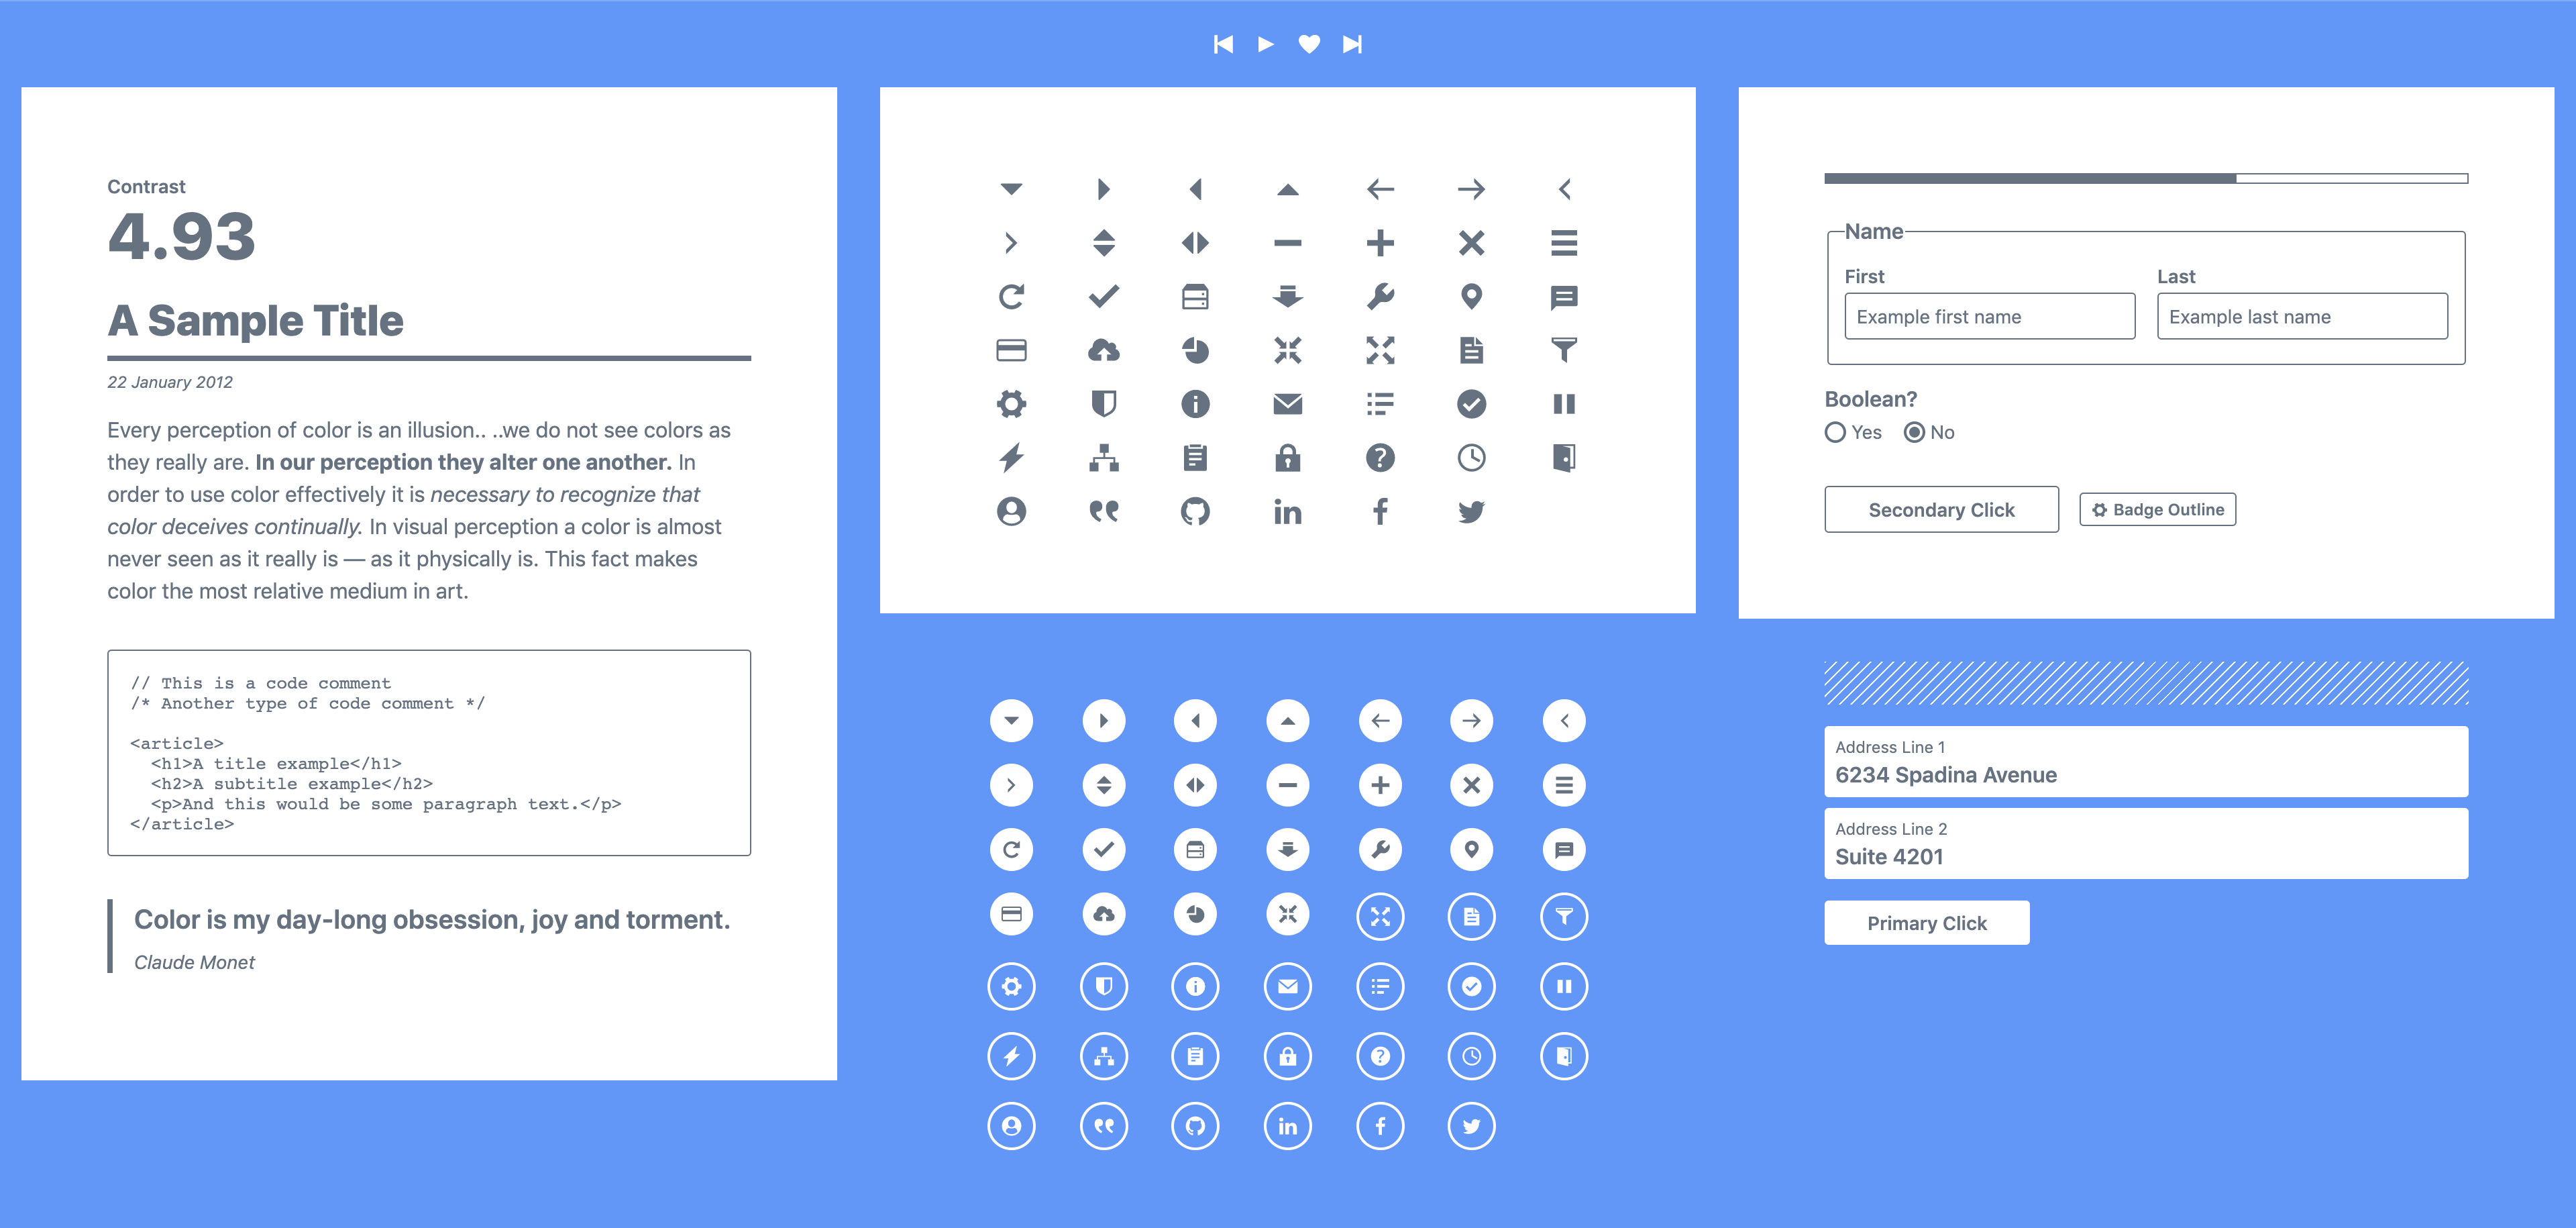 Contrast
4.93
A Sample Title
22 January 2012
Every perception of color is an illusion.. ..we do not see colors as
they really are. In our perception they alter one another. In
order to use color effectively it is necessary to recognize that
color deceives continually. In visual perception a color is almost
never seen as it really is — as it physically is. This fact makes
color the most relative medium in art.
// This is a code comment
/* Another type of code comment */
<article>
  <h1>A title example</h1>
  <h2>A subtitle example</h2>
  <p>And this would be some paragraph text.</p>
</article>
Color is my day-long obsession, joy and torment.
Claude Monet
Name
First
Last
Example first name
Example last name
Boolean?
Yes
No
Secondary Click
Badge Outline
Address Line 1
6234 Spadina Avenue
Address Line 2
Suite 4201
Primary Click